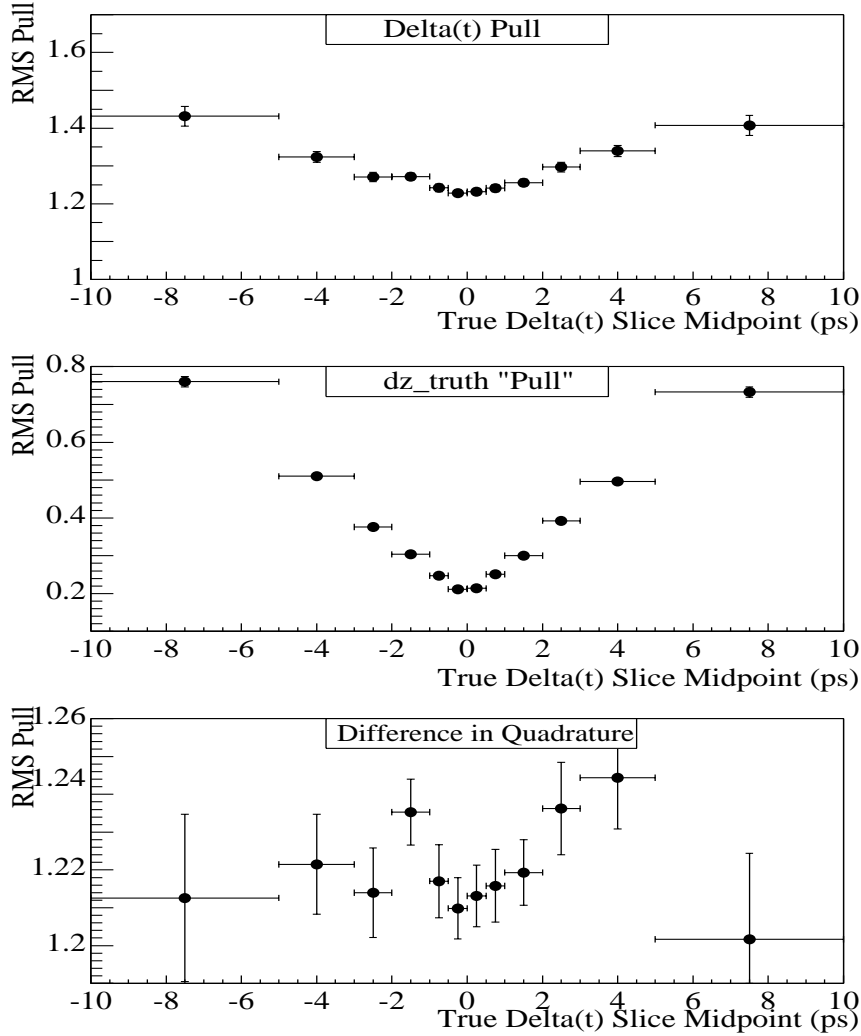 Delta(t) Pull
RMS Pull
1.6
1.4
1.2
1
-10 -8 -6 -4 -2 0 2 4 6 8 10
True Delta(t) Slice Midpoint (ps)
dz_truth "Pull"
RMS Pull
0.8
0.6
0.4
0.2
-10 -8 -6 -4 -2 0 2 4 6 8 10
True Delta(t) Slice Midpoint (ps)
Difference in Quadrature
RMS Pull
1.26
1.24
1.22
1.2
-10 -8 -6 -4 -2 0 2 4 6 8 10
True Delta(t) Slice Midpoint (ps)